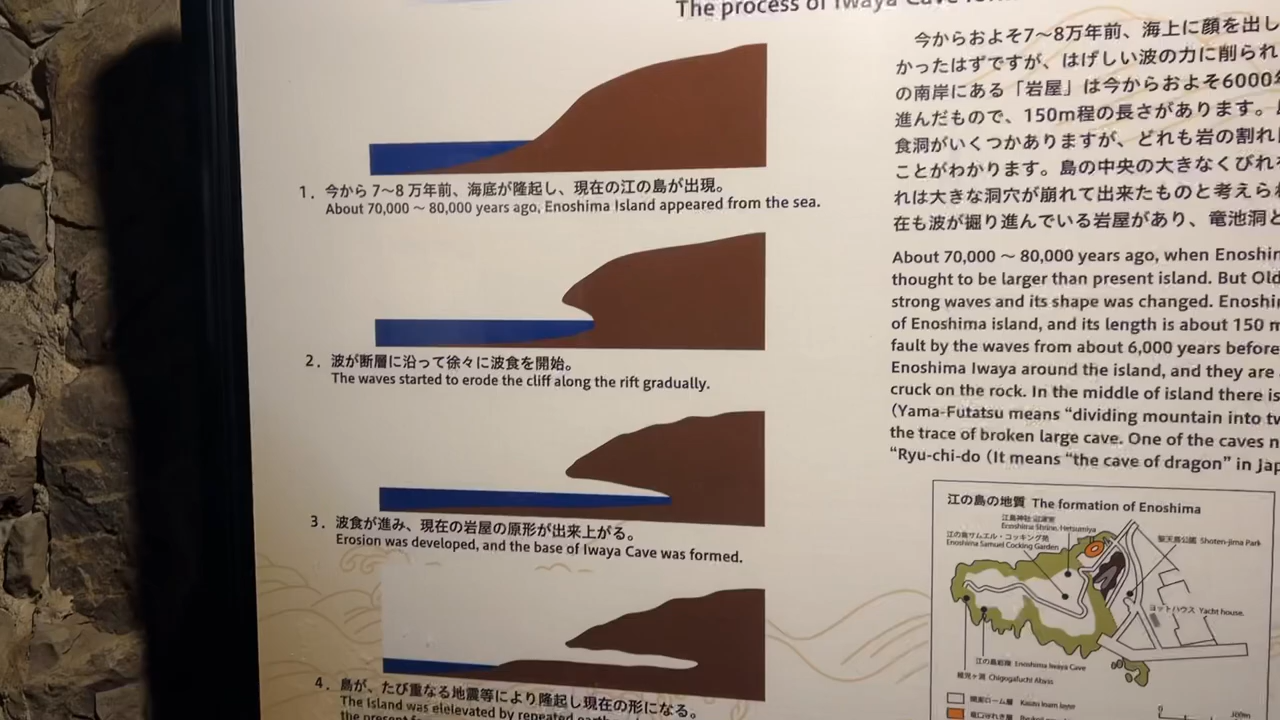 The process of Iwaya Cave
1. 今から 7〜8 万年前、海底が隆起し、現在の江の島が出現。
About 70,000 ～ 80,000 years ago, Enoshima Island appeared from the sea.
2. 波が断層に沿って徐々に波食を開始。
The waves started to erode the cliff along the rift gradually.
3. 波食が進み、現在の岩屋の原形が出来上がる。
Erosion was developed, and the base of Iwaya Cave was formed.
4. 島が、たび重なる地震等により隆起し現在の形になる。
The Island was elelevated by repeated
the present
今からおよそ7〜8万年前、海上に顔を出し
かったはずですが、はげしい波の力に削られ
の南岸にある「岩屋」は今からおよそ6000年
進んだもので、150m程の長さがあります。
食洞がいくつかありますが、どれも岩の割れ
ことがわかります。島の中央の大きなくびれ
れは大きな洞穴が崩れて出来たものと考えら
在も波が掘り進んでいる岩屋があり、竜池洞と
About 70,000 ～ 80,000 years ago, when Enoshim
thought to be larger than present island. But Old
strong waves and its shape was changed. Enoshi
of Enoshima island, and its length is about 150 m
fault by the waves from about 6,000 years before
Enoshima Iwaya around the island, and they are
cruck on the rock. In the middle of island there is
(Yama-Futatsu means “dividing mountain into tw
the trace of broken large cave. One of the caves n
“Ryu-chi-do (It means “the cave of dragon” in Jap
江の島の地質 The formation of Enoshima
江島神社 辺津宮
Enoshima Shrine, Hetsumiya
江の島サムエル・コッキング苑
Enoshima Samuel Cocking Garden
聖天島公園 Shoten-jima Park
ヨットハウス Yacht house.
江の島岩屋 Enoshima Iwaya Cave
稚児ヶ淵 Chigogafuchi Abyss
関東ローム層 Kanto loam layer
0